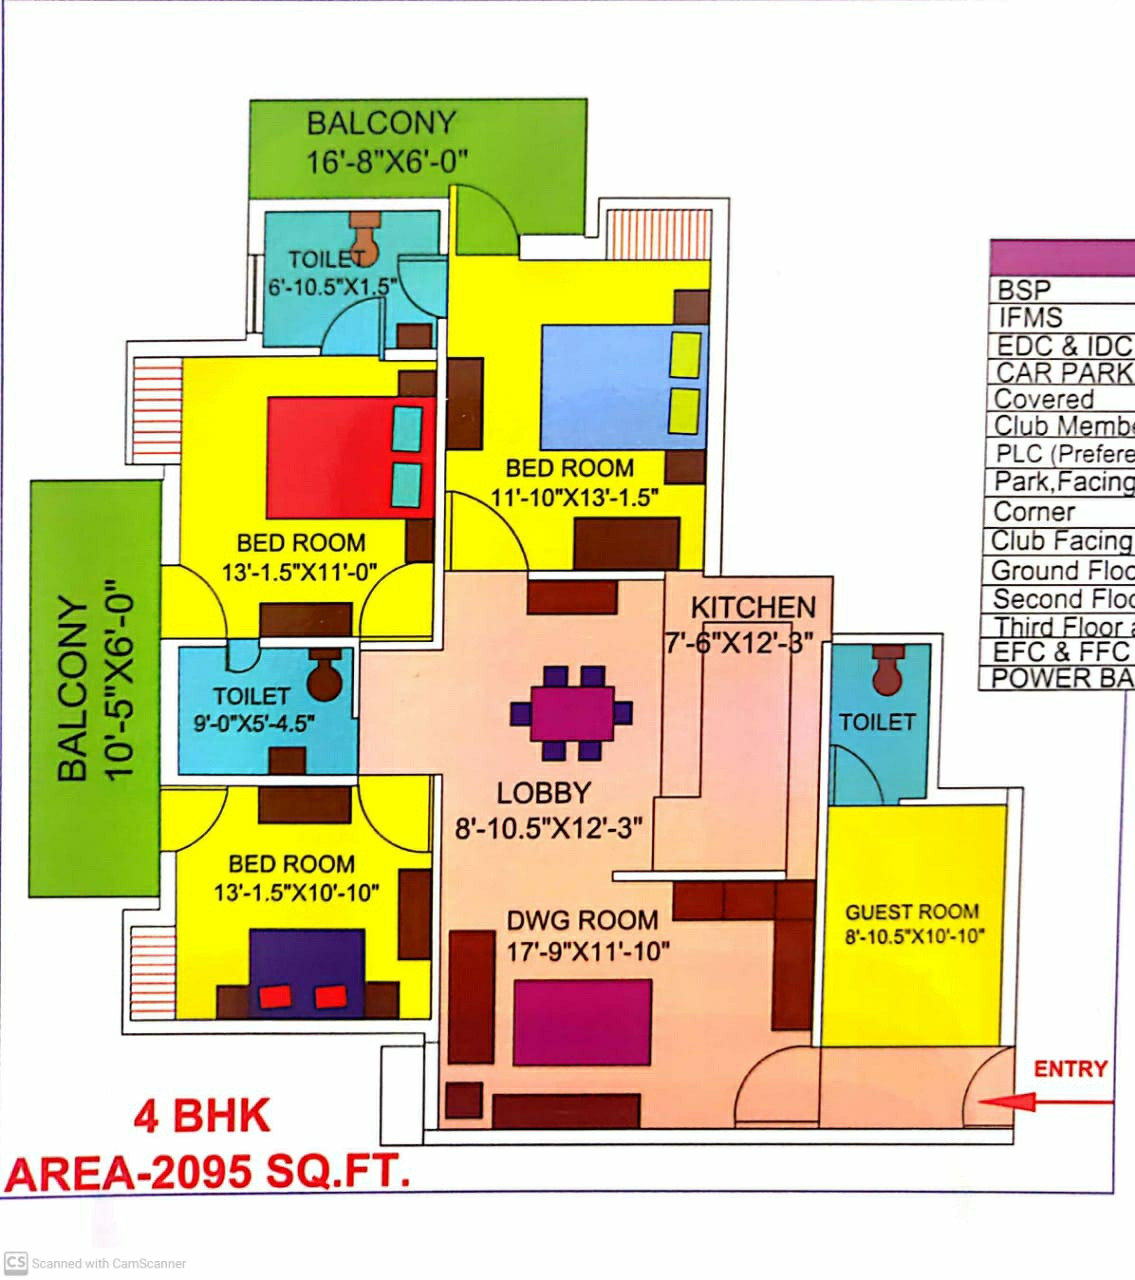 BALCONY
16'-8"X6'-0"
TOILET
6'-10.5"X1.5"
BED ROOM
11'-10"X13'-1.5"
BED ROOM
13'-1.5"X11'-0"
BALCONY
10'-5"X6'-0"
KITCHEN
7'-6"X12'-3"
TOILET
9'-0"X5'-4.5"
TOILET
LOBBY
8'-10.5"X12'-3"
BED ROOM
13'-1.5"X10'-10"
DWG ROOM
17'-9"X11'-10"
GUEST ROOM
8'-10.5"X10'-10"
ENTRY
4 BHK
AREA-2095 SQ.FT.
BSP
IFMS
EDC & IDC
CAR PARK
Covered
Club Membe
PLC (Prefere
Park,Facing
Corner
Club Facing
Ground Floo
Second Floo
Third Floor a
EFC & FFC
POWER BA
CS Scanned with CamScanner